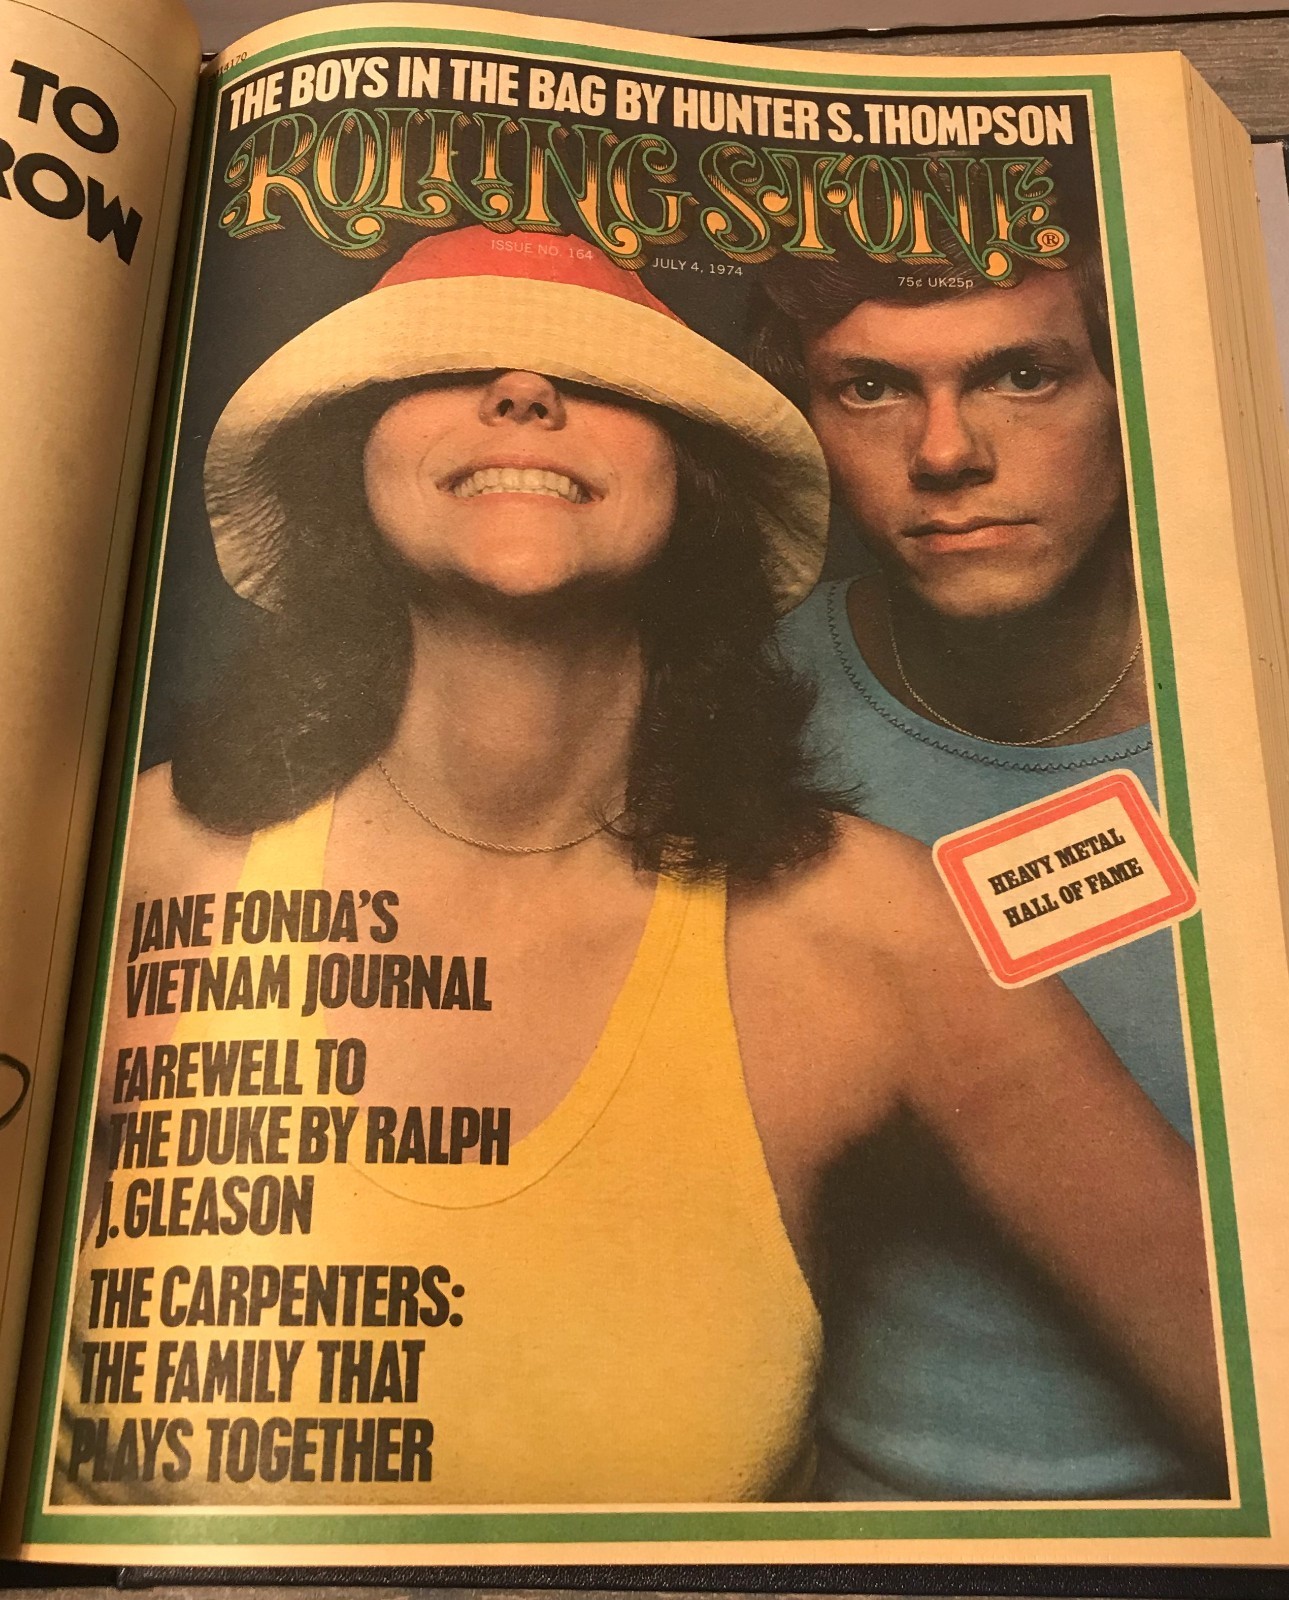 TO
ROW
THE BOYS IN THE BAG BY HUNTER S. THOMPSON
ROLLING STONE®
ISSUE NO. 164
JULY 4, 1974
75¢ UK25p
HEAVY METAL
HALL OF FAME
JANE FONDA'S
VIETNAM JOURNAL
FAREWELL TO
THE DUKE BY RALPH
J. GLEASON
THE CARPENTERS:
THE FAMILY THAT
PLAYS TOGETHER